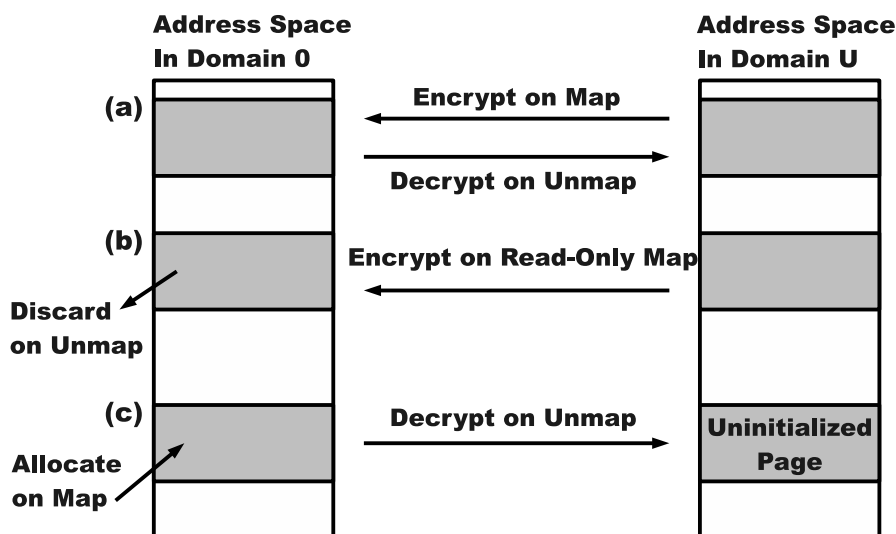 Address Space
In Domain 0
Address Space
In Domain U
(a)
Encrypt on Map
Decrypt on Unmap
(b)
Encrypt on Read-Only Map
Discard
on Unmap
(c)
Decrypt on Unmap
Uninitialized
Page
Allocate
on Map